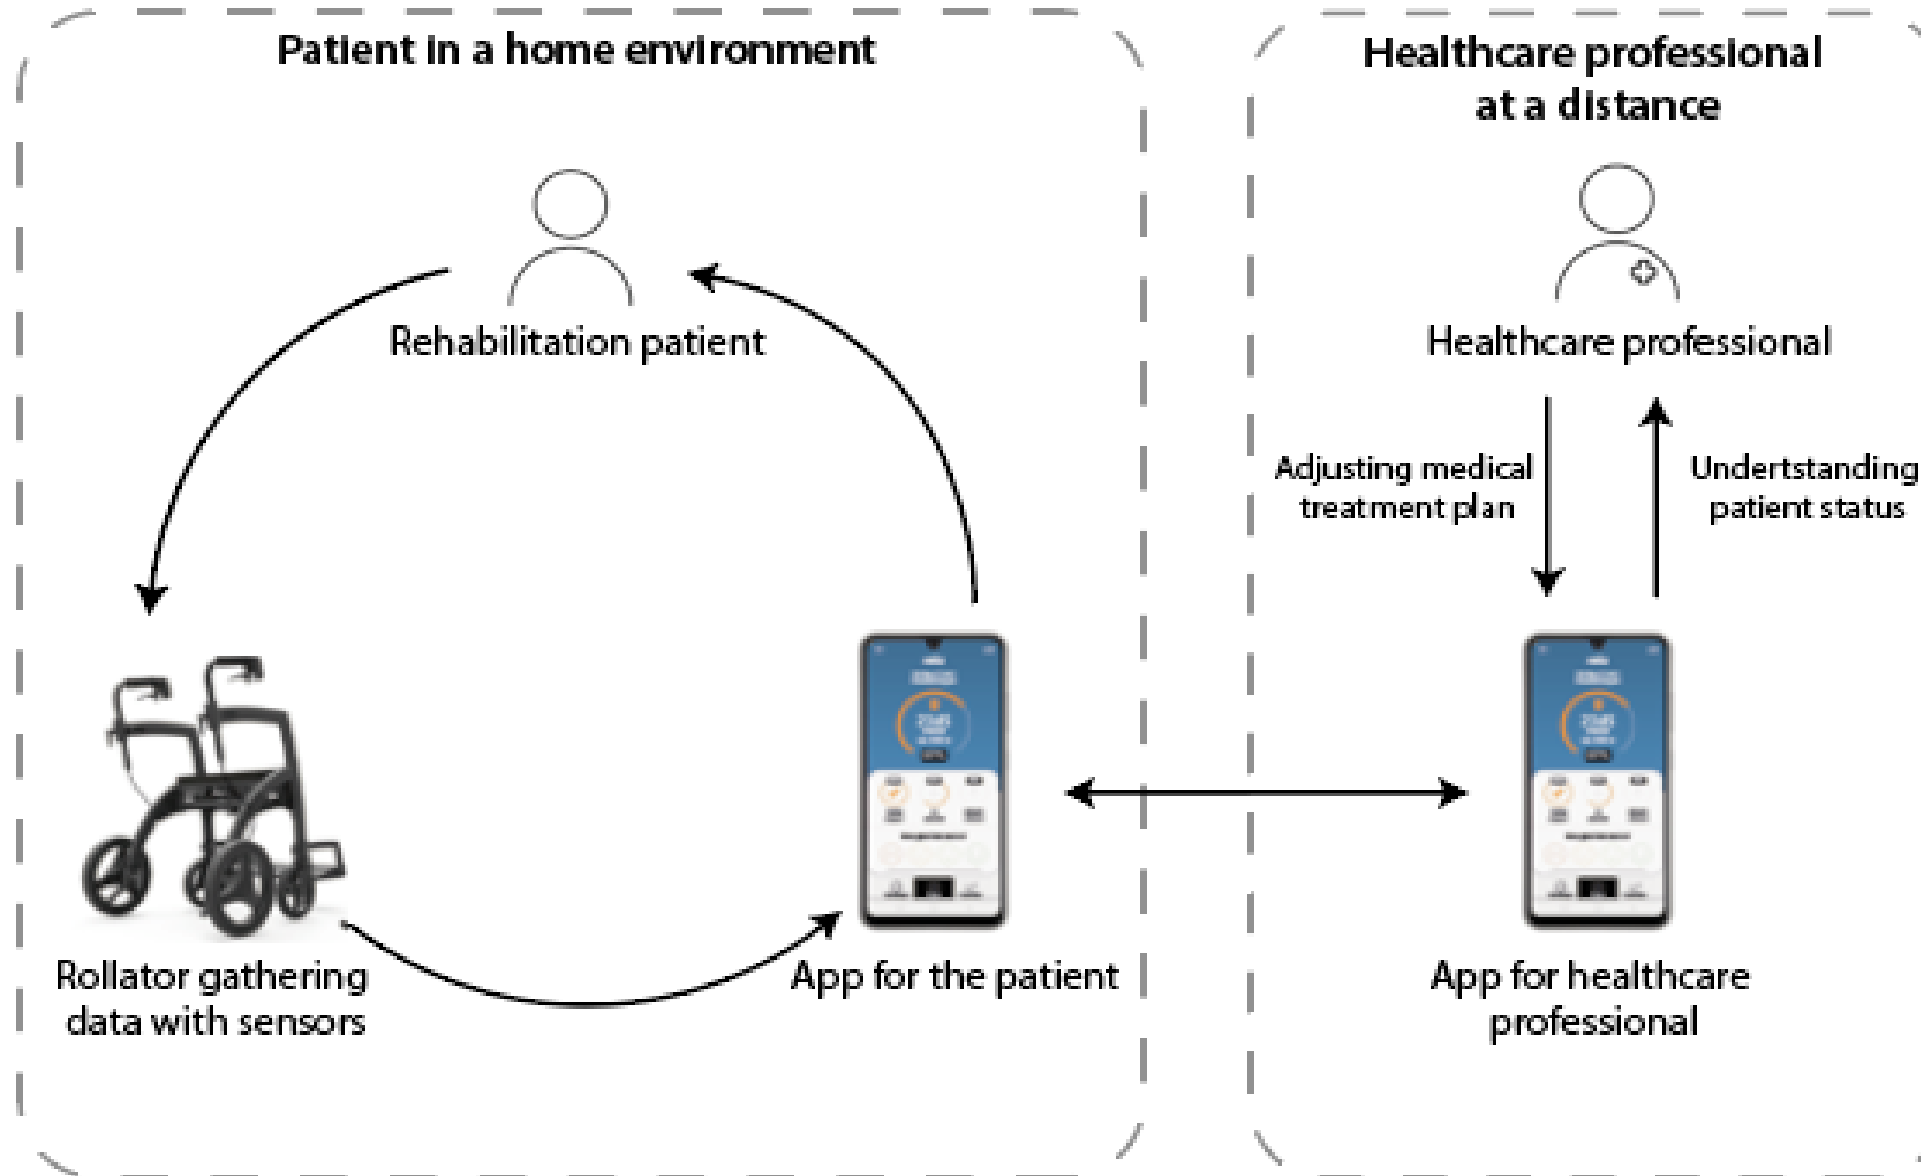 Patient in a home environment
Rehabilitation patient
Rollator gathering
data with sensors
App for the patient
Healthcare professional
at a distance
Healthcare professional
Adjusting medical
treatment plan
Undertstanding
patient status
App for healthcare
professional